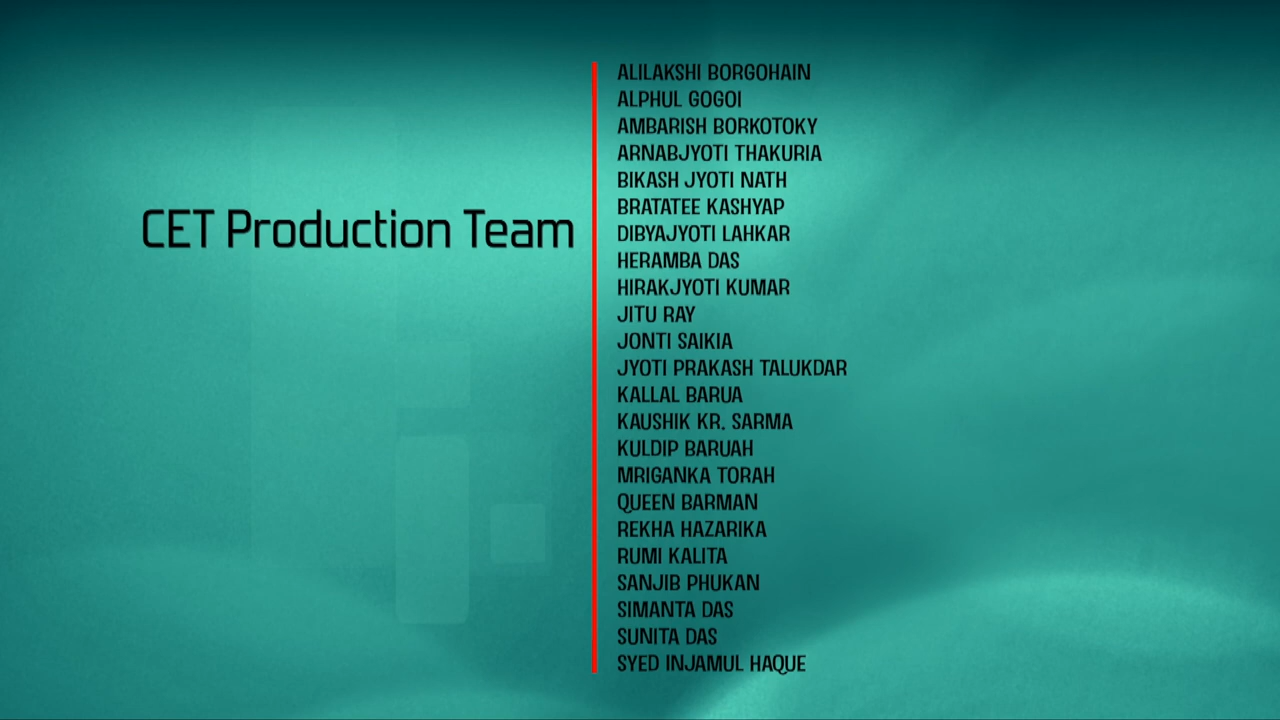 CET Production Team
ALILAKSHI BORGOHAIN
ALPHUL GOGOI
AMBARISH BORKOTOKY
ARNABJYOTI THAKURIA
BIKASH JYOTI NATH
BRATATEE KASHYAP
DIBYAJYOTI LAHKAR
HERAMBA DAS
HIRAKJYOTI KUMAR
JITU RAY
JONTI SAIKIA
JYOTI PRAKASH TALUKDAR
KALLAL BARUA
KAUSHIK KR. SARMA
KULDIP BARUAH
MRIGANKA TORAH
QUEEN BARMAN
REKHA HAZARIKA
RUMI KALITA
SANJIB PHUKAN
SIMANTA DAS
SUNITA DAS
SYED INJAMUL HAQUE